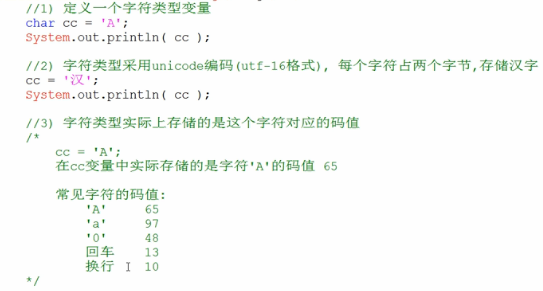 //1) 定义一个字符类型变量
char cc = 'A';
System.out.println( cc );
//2) 字符类型采用unicode编码(utf-16格式), 每个字符占两个字节,存储汉字
cc = '汉';
System.out.println( cc );
//3) 字符类型实际上存储的是这个字符对应的码值
/*
cc = 'A';
在cc变量中实际存储的是字符'A'的码值 65
常见字符的码值:
'A' 65
'a' 97
'0' 48
回车 13
换行 10
*/